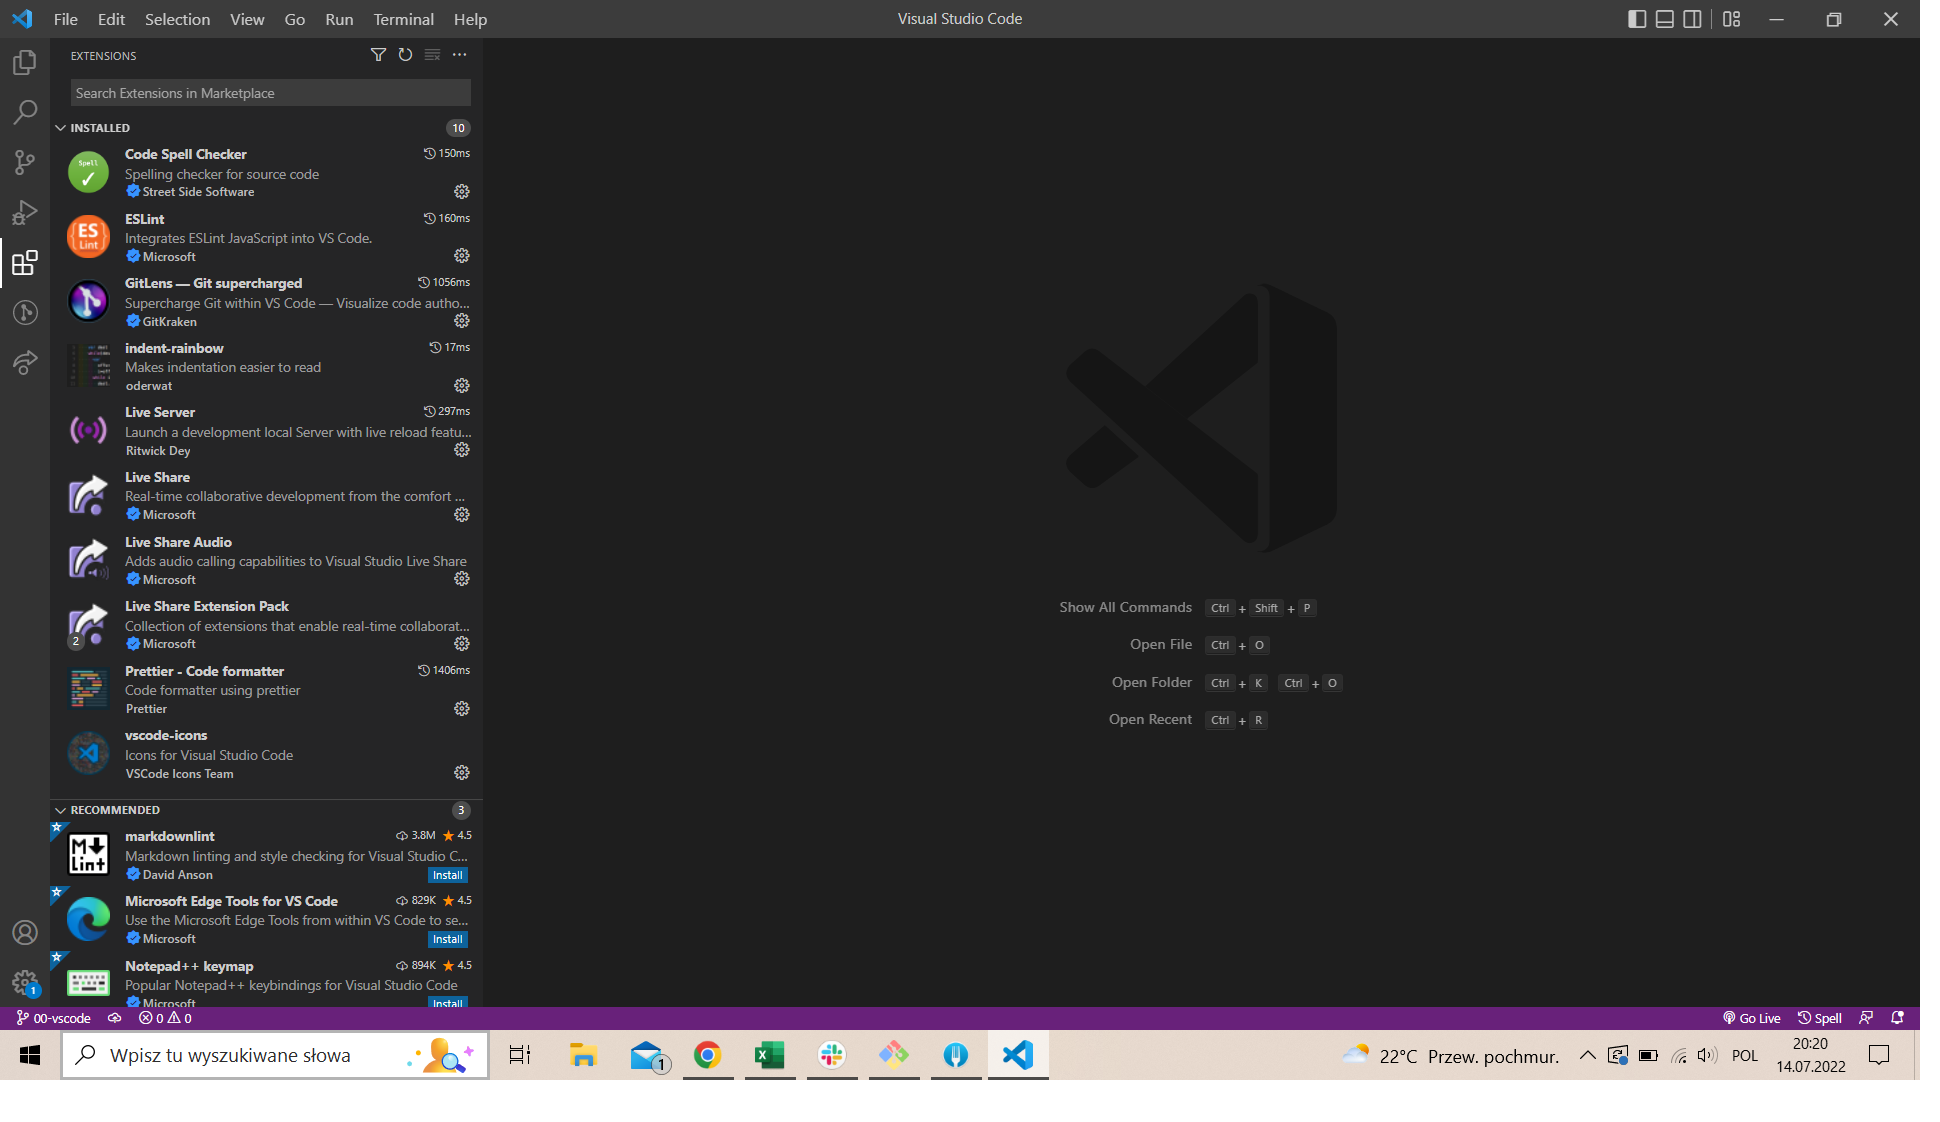 File Edit Selection View Go Run Terminal Help
Visual Studio Code
EXTENSIONS
Search Extensions in Marketplace
INSTALLED 10
Code Spell Checker 150ms
Spelling checker for source code
Street Side Software
ESLint 160ms
Integrates ESLint JavaScript into VS Code.
Microsoft
GitLens — Git supercharged 1056ms
Supercharge Git within VS Code — Visualize code autho...
GitKraken
indent-rainbow 17ms
Makes indentation easier to read
oderwat
Live Server 297ms
Launch a development local Server with live reload featu...
Ritwick Dey
Live Share
Real-time collaborative development from the comfort ...
Microsoft
Live Share Audio
Adds audio calling capabilities to Visual Studio Live Share
Microsoft
Live Share Extension Pack
Collection of extensions that enable real-time collaborat...
2
Microsoft
Prettier - Code formatter 1406ms
Code formatter using prettier
Prettier
vscode-icons
Icons for Visual Studio Code
VSCode Icons Team
RECOMMENDED 3
markdownlint 3.8M 4.5
Markdown linting and style checking for Visual Studio C...
David Anson Install
Microsoft Edge Tools for VS Code 829K 4.5
Use the Microsoft Edge Tools from within VS Code to se...
Microsoft Install
Notepad++ keymap 894K 4.5
Popular Notepad++ keybindings for Visual Studio Code
Microsoft Install
Spell
ES
Lint
M
Lint
1
Show All Commands Ctrl + Shift + P
Open File Ctrl + O
Open Folder Ctrl + K Ctrl + O
Open Recent Ctrl + R
00-vscode 0 0
Go Live Spell
Wpisz tu wyszukiwane słowa
1
22°C Przew. pochmur.
POL
20:20
14.07.2022